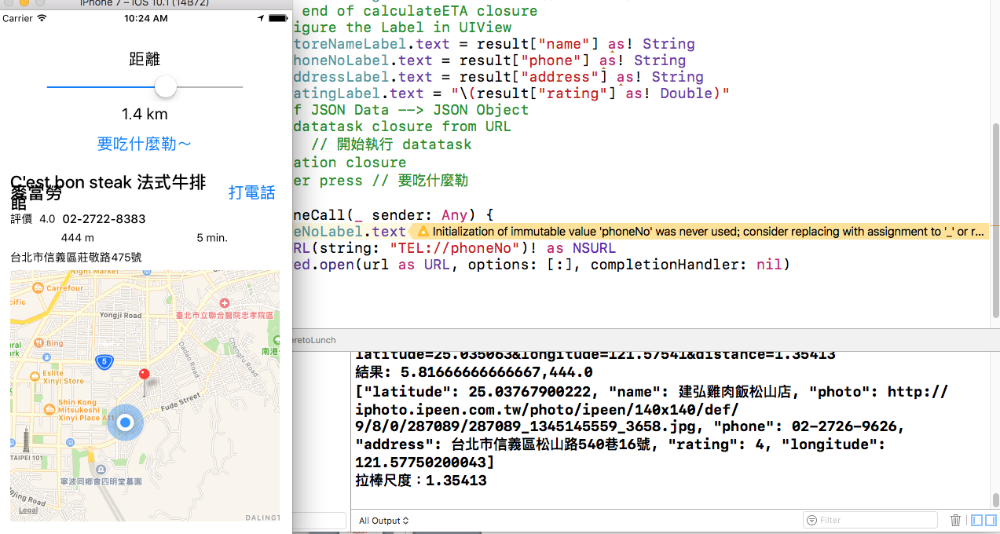 iPhone 7 – iOS 10.1 (14B72)
Carrier
10:24 AM
距離
1.4 km
要吃什麼勒～
C'est bon steak 法式牛排
館
麥當勞
打電話
評價 4.0 02-2722-8383
444 m 5 min.
台北市信義區莊敬路475號
Night Market
Carrefour
cific
Yongji Road
臺北市立聯合醫院忠孝院區
Bing
ral
rk
5
Dadao Road
Chengfu Road
南港
Eslite
Xinyi Store
Shin Kong
Mitsukoshi
Xinyi Place A11
Fude Street
TAIPEI 101
寧波同鄉會四明堂墓園
ping Road
Legal
DALINGT
end of calculateETA closure
igure the Label in UIView
toreNameLabel.text = result["name"] as! String
honeNoLabel.text = result["phone"] as! String
ddressLabel.text = result["address"] as! String
atingLabel.text = "\(result["rating"] as! Double)"
f JSON Data --> JSON Object
datatask closure from URL
// 開始執行 datatask
ation closure
er press // 要吃什麼勒
neCall(_ sender: Any) {
eNoLabel.text
Initialization of immutable value 'phoneNo' was never used; consider replacing with assignment to '_' or r...
RL(string: "TEL://phoneNo")! as NSURL
ed.open(url as URL, options: [:], completionHandler: nil)
eretoLunch
latitude=25.035063&longitude=121.57541&distance=1.35413
結果: 5.81666666666667,444.0
["latitude": 25.03767900222, "name": 建弘雞肉飯松山店, "photo": http://
iphoto.ipeen.com.tw/photo/ipeen/140x140/def/
9/8/0/287089/287089_1345145559_3658.jpg, "phone": 02-2726-9626,
"address": 台北市信義區松山路540巷16號, "rating": 4, "longitude":
121.57750200043]
拉棒尺度：1.35413
All Output
Filter